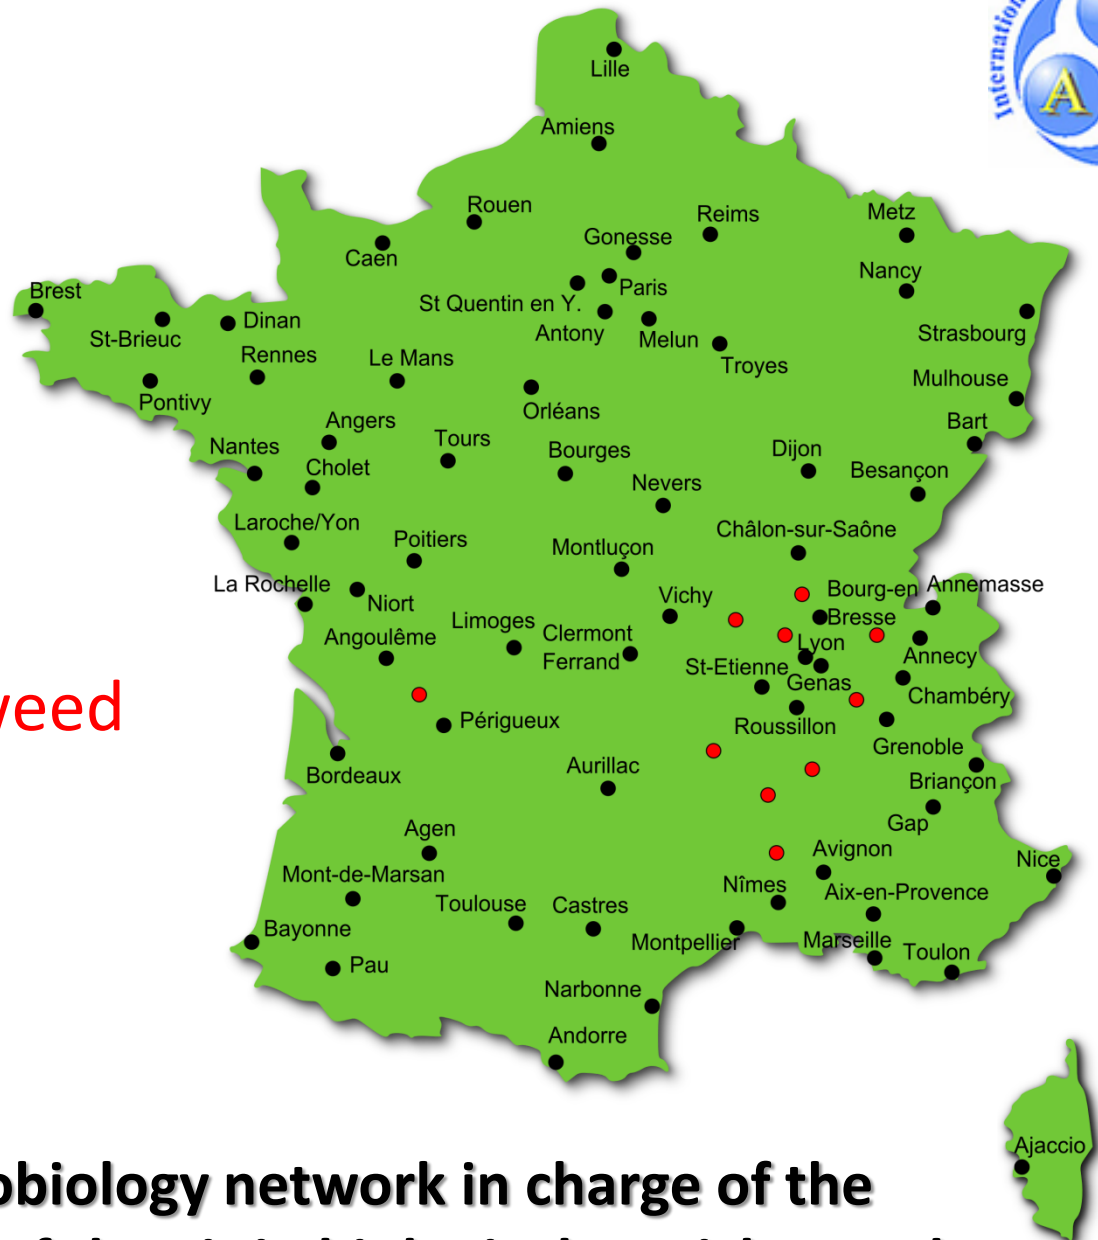 Internation
A
Lille
Amiens
Rouen
Reims
Metz
Gonesse
Caen
Nancy
Paris
Brest
St Quentin en Y.
Dinan
Antony
Strasbourg
St-Brieuc
Melun
Rennes
Le Mans
Troyes
Mulhouse
Pontivy
Orléans
Angers
Bart
Nantes
Tours
Bourges
Dijon
Cholet
Besançon
Nevers
Laroche/Yon
Châlon-sur-Saône
Poitiers
Montluçon
La Rochelle
Bourg-en
Bresse
Annemasse
Vichy
Niort
Limoges
Angoulême
Clermont
Ferrand
Lyon
Annecy
St-Etienne
Genas
Chambéry
weed
Périgueux
Roussillon
Grenoble
Bordeaux
Aurillac
Briançon
Gap
Agen
Avignon
Nice
Mont-de-Marsan
Nîmes
Aix-en-Provence
Toulouse
Castres
Bayonne
Montpellier
Marseille
Toulon
Pau
Narbonne
Andorre
Ajaccio
obiology network in charge of the